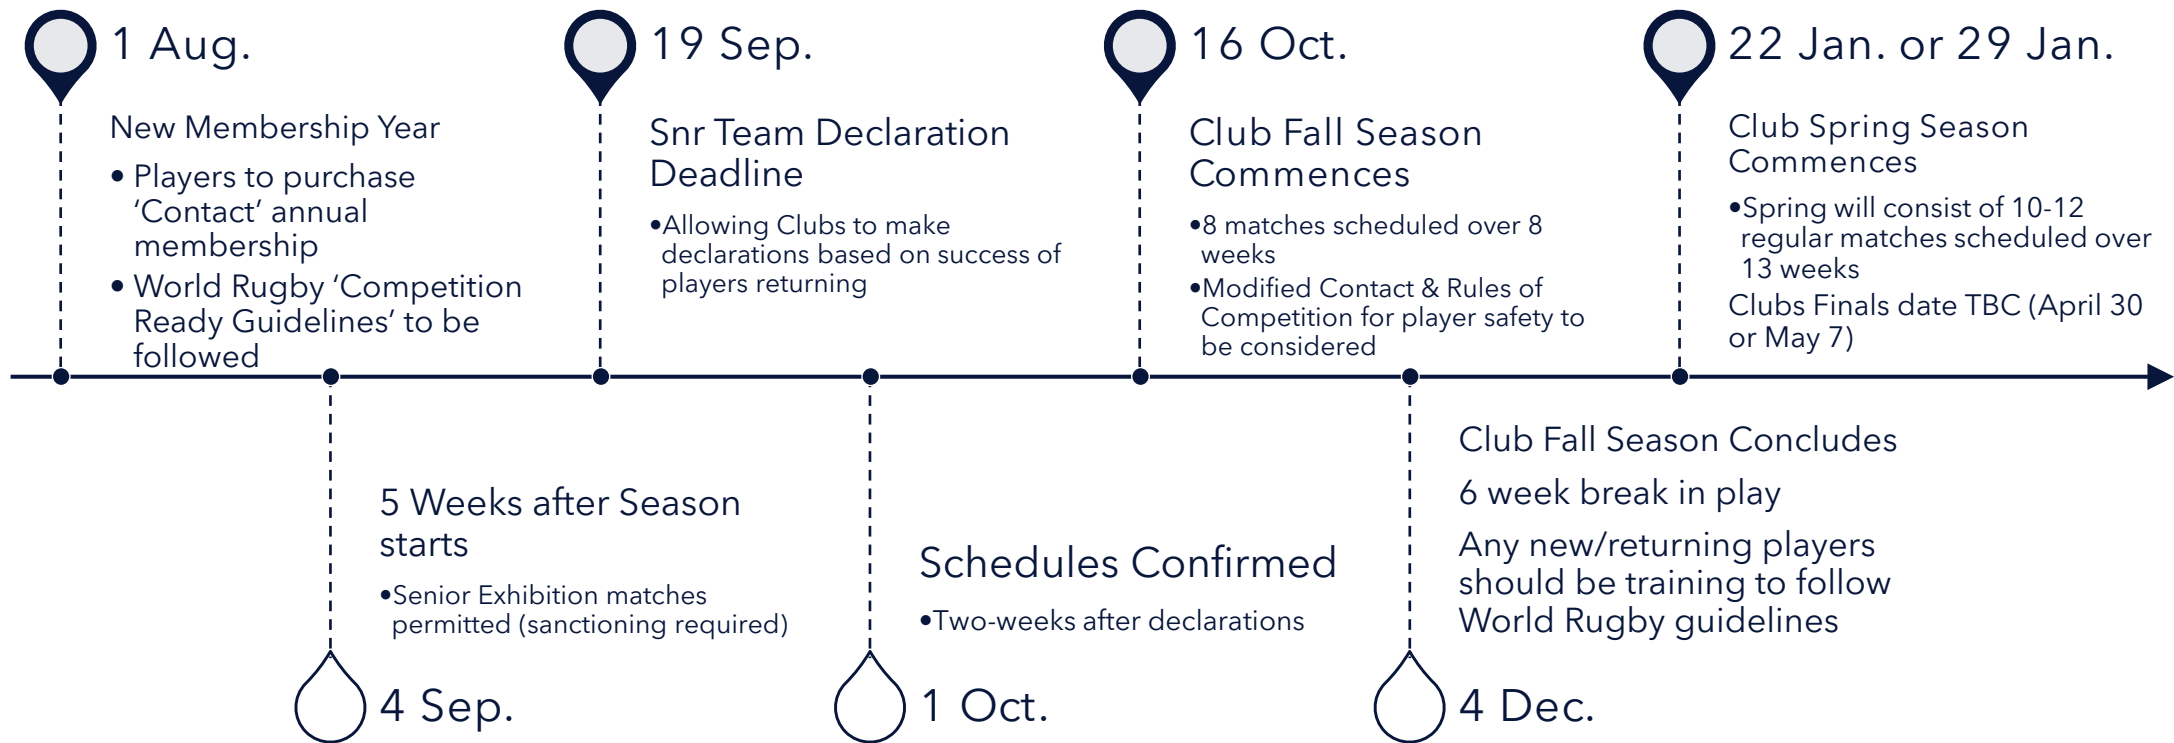 1 Aug.
New Membership Year
• Players to purchase
‘Contact‘ annual
membership
• World Rugby ‘Competition
Ready Guidelines’ to be
followed
5 Weeks after Season
starts
•Senior Exhibition matches
permitted (sanctioning required)
4 Sep.
19 Sep.
Snr Team Declaration
Deadline
•Allowing Clubs to make
declarations based on success of
players returning
Schedules Confirmed
•Two-weeks after declarations
1 Oct.
16 Oct.
Club Fall Season
Commences
•8 matches scheduled over 8
weeks
•Modified Contact & Rules of
Competition for player safety to
be considered
Club Fall Season Concludes
6 week break in play
Any new/returning players
should be training to follow
World Rugby guidelines
4 Dec.
22 Jan. or 29 Jan.
Club Spring Season
Commences
•Spring will consist of 10-12
regular matches scheduled over
13 weeks
Clubs Finals date TBC (April 30
or May 7)